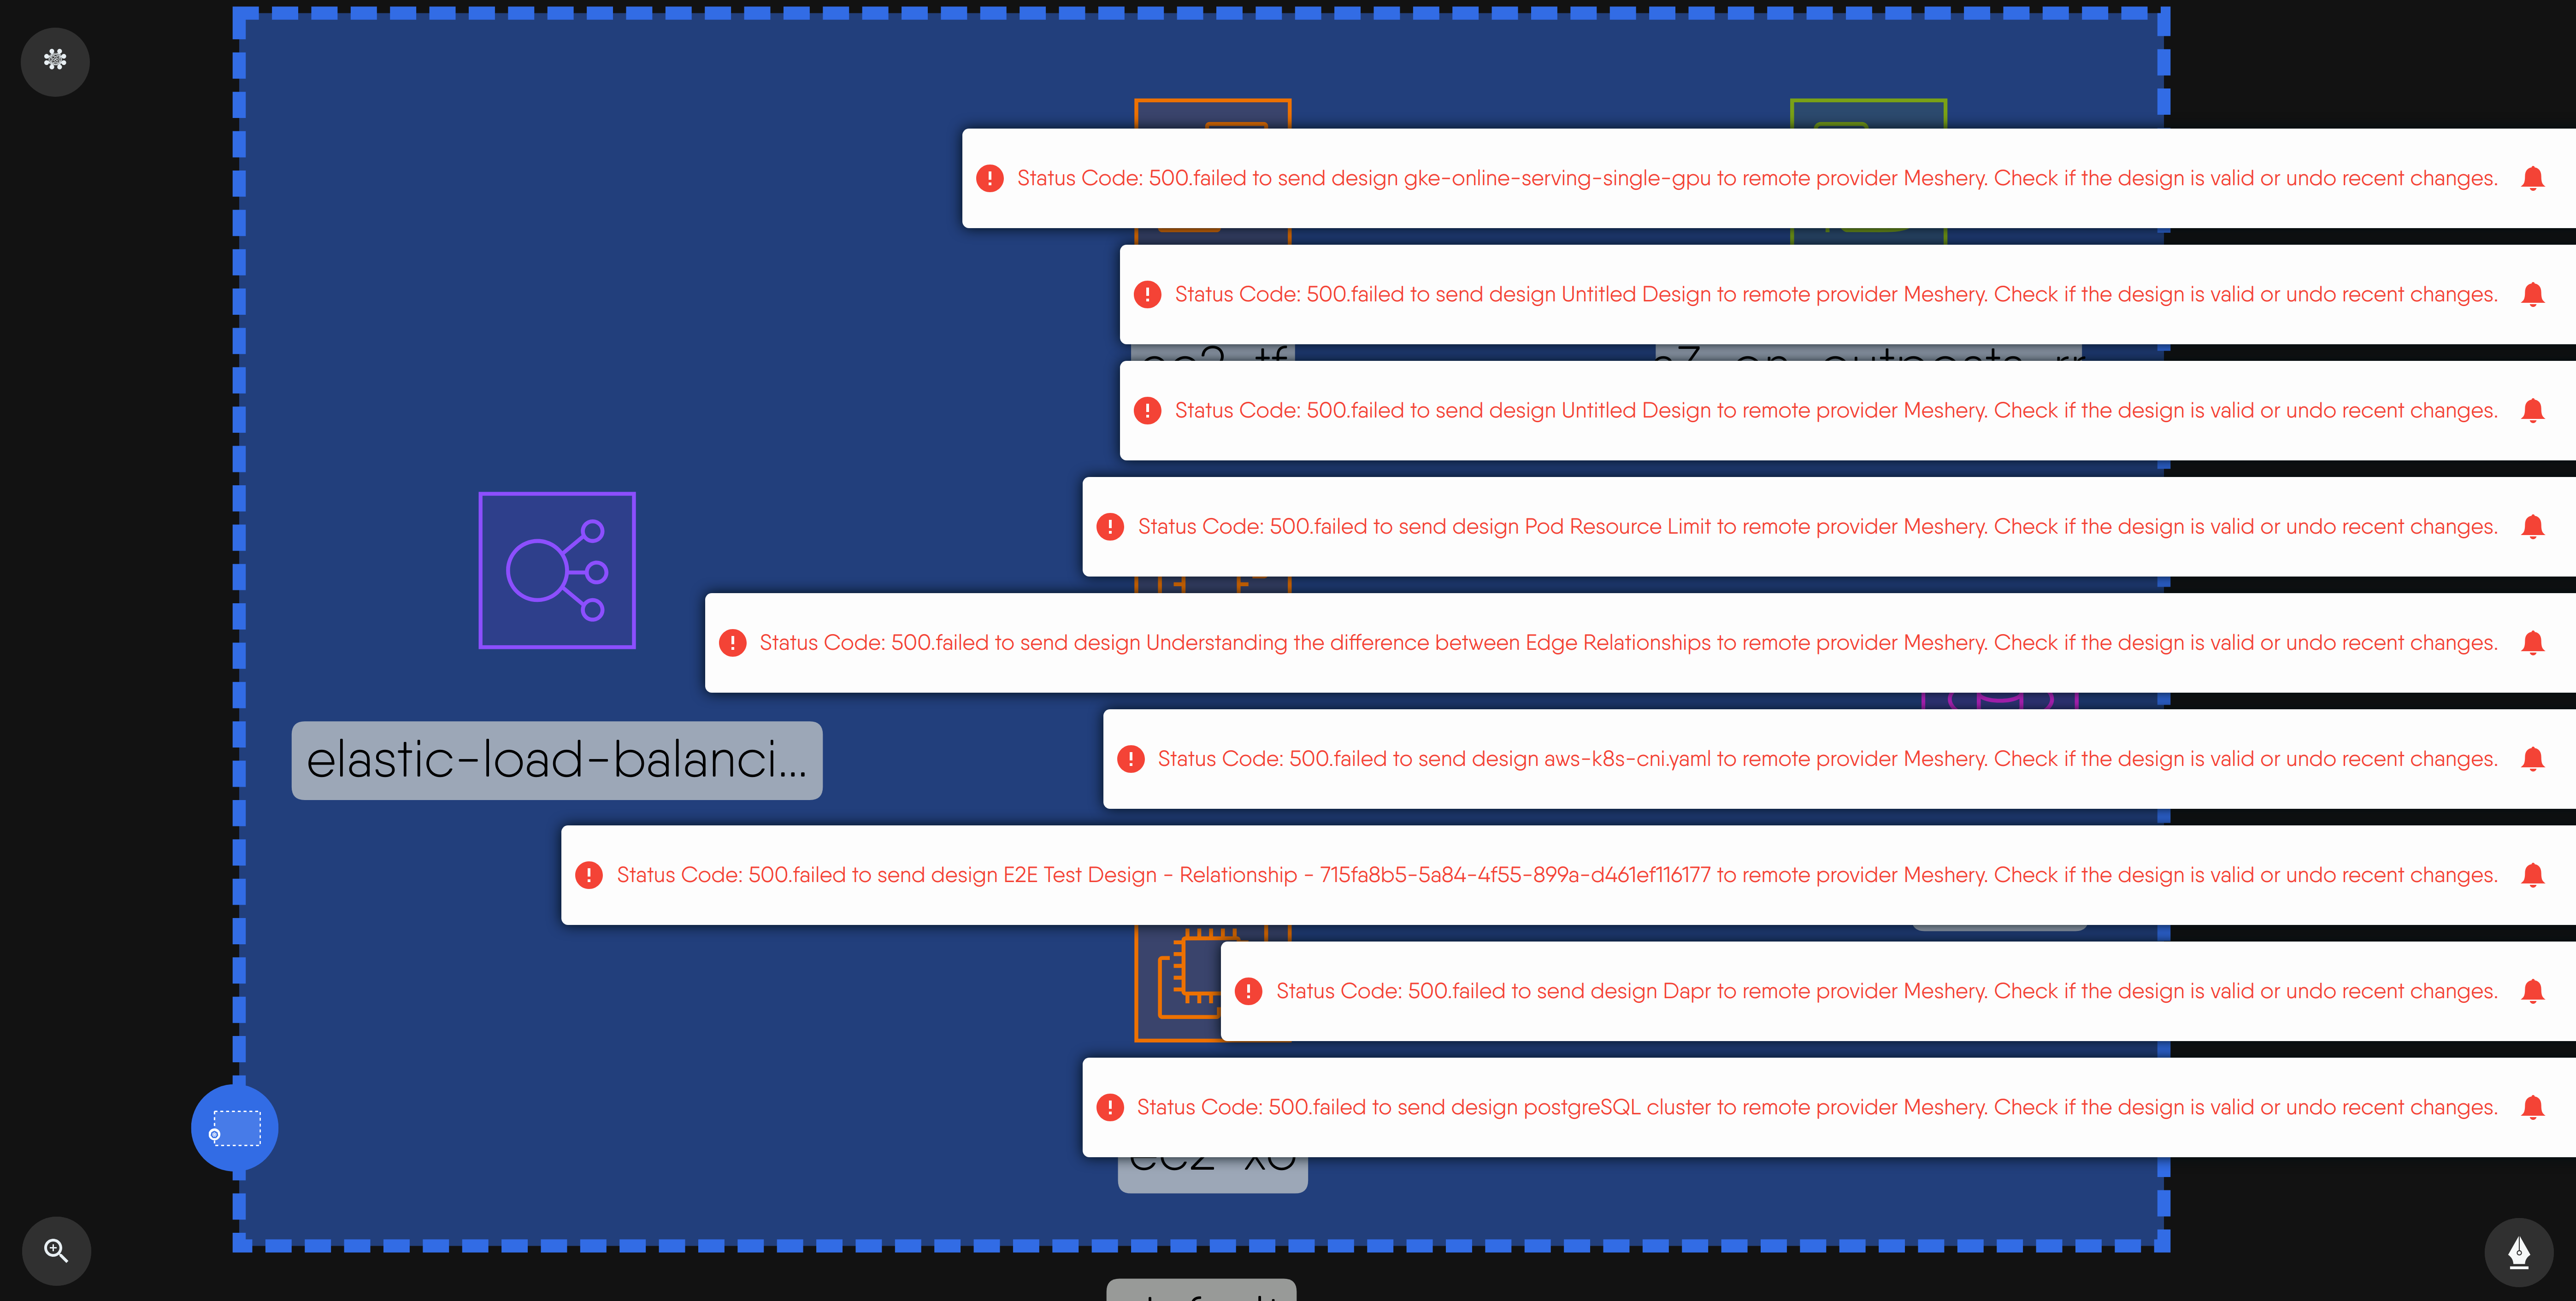 Status Code: 500.failed to send design gke-online-serving-single-gpu to remote provider Meshery. Check if the design is valid or undo recent changes.
Status Code: 500.failed to send design Untitled Design to remote provider Meshery. Check if the design is valid or undo recent changes.
Status Code: 500.failed to send design Untitled Design to remote provider Meshery. Check if the design is valid or undo recent changes.
Status Code: 500.failed to send design Pod Resource Limit to remote provider Meshery. Check if the design is valid or undo recent changes.
Status Code: 500.failed to send design Understanding the difference between Edge Relationships to remote provider Meshery. Check if the design is valid or undo recent changes.
elastic-load-balanci...
Status Code: 500.failed to send design aws-k8s-cni.yaml to remote provider Meshery. Check if the design is valid or undo recent changes.
Status Code: 500.failed to send design E2E Test Design - Relationship - 715fa8b5-5a84-4f55-899a-d461ef116177 to remote provider Meshery. Check if the design is valid or undo recent changes.
Status Code: 500.failed to send design Dapr to remote provider Meshery. Check if the design is valid or undo recent changes.
Status Code: 500.failed to send design postgreSQL cluster to remote provider Meshery. Check if the design is valid or undo recent changes.